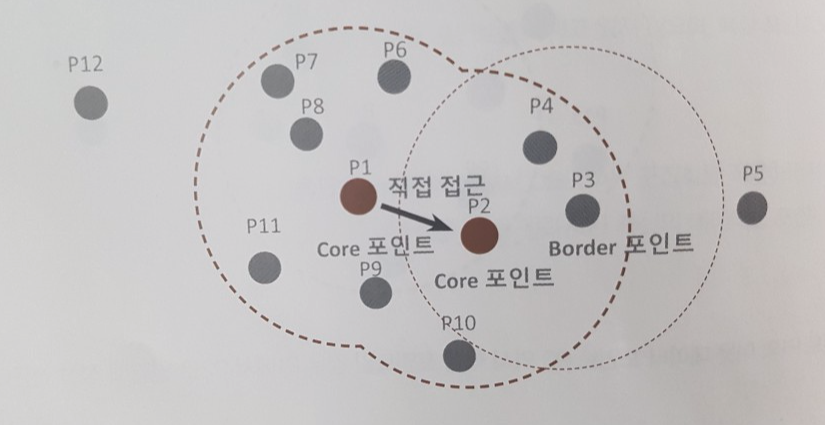 P6
P7
P12
P8
P4
P1
직접 접근
P5
P3
P2
P11
Core 포인트
Border 포인트
P9
Core 포인트
P10